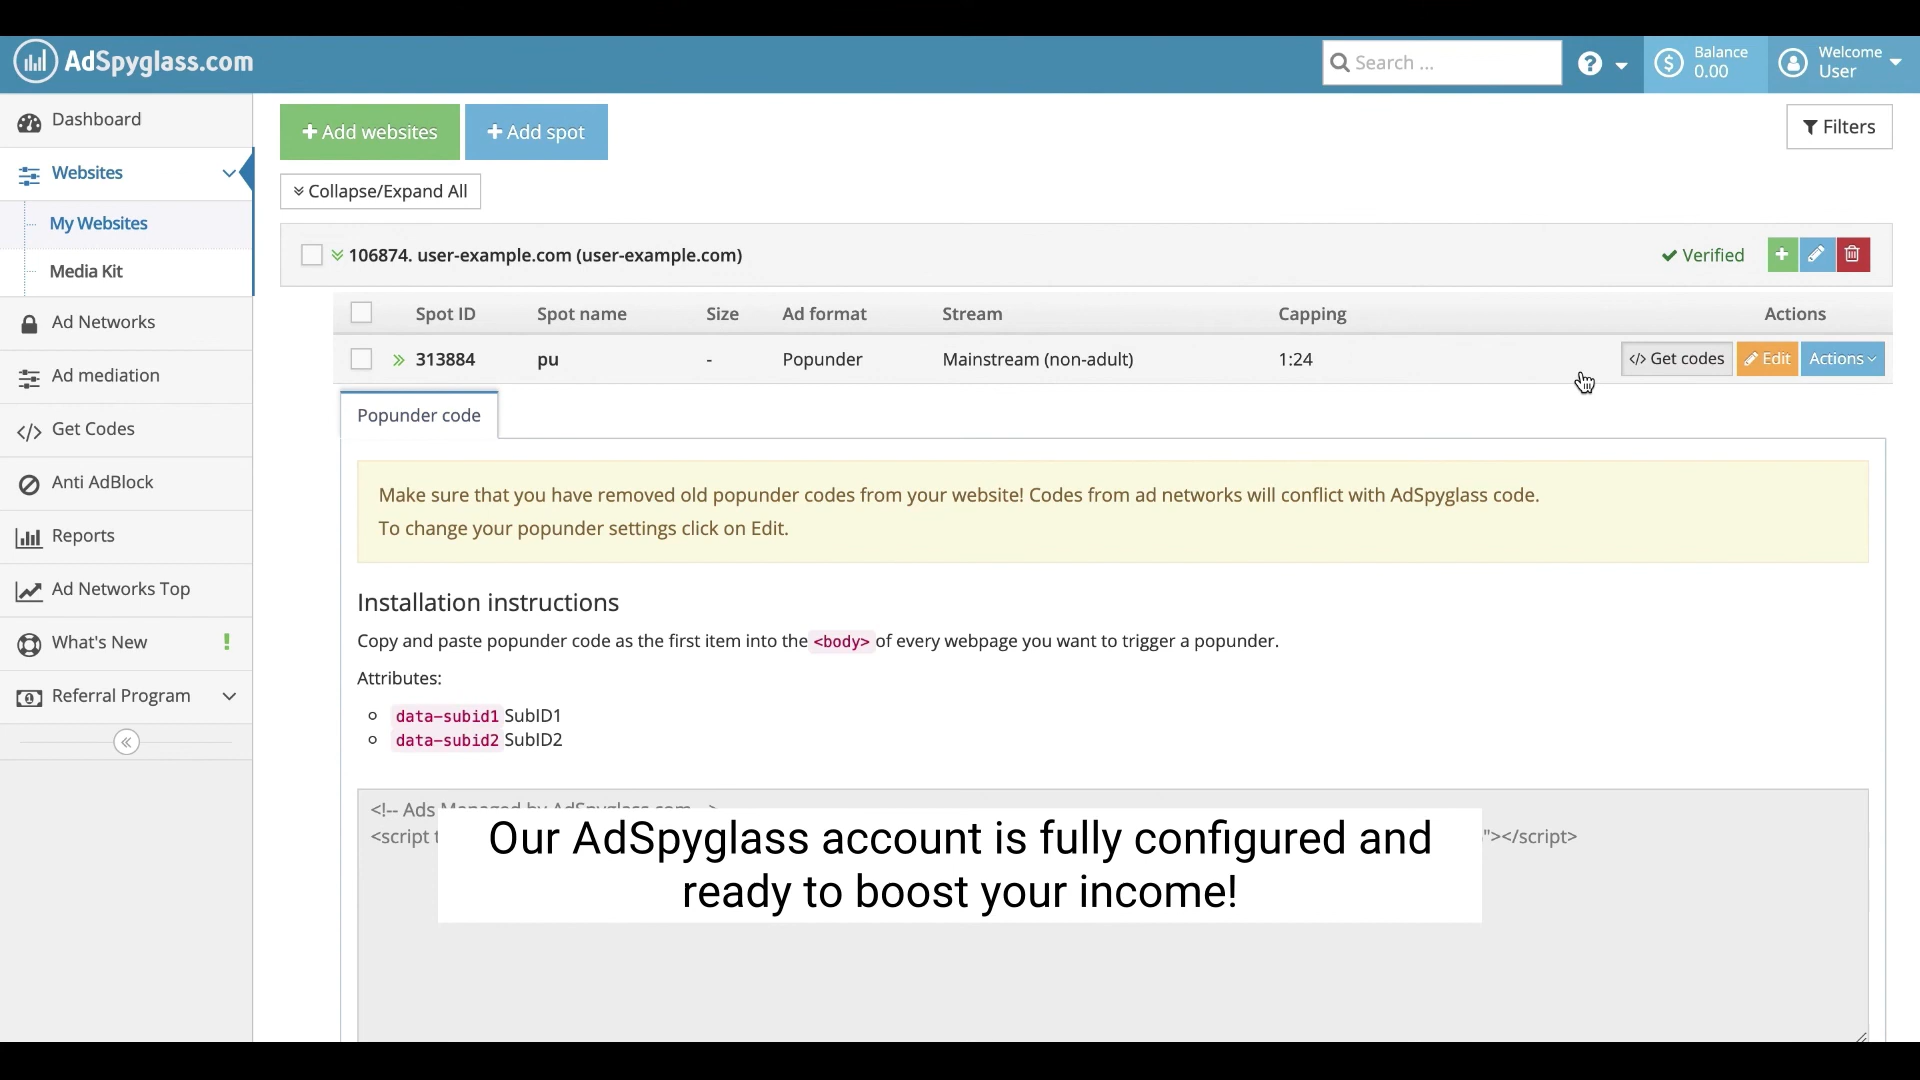 AdSpyglass.com
Search ...
Balance
0.00
Welcome
User
Dashboard
Websites
My Websites
Media Kit
Ad Networks
Ad mediation
Get Codes
Anti AdBlock
Reports
Ad Networks Top
What's New
Referral Program
Add websites
Add spot
Filters
Collapse/Expand All
106874. user-example.com (user-example.com)
Verified
Spot ID Spot name Size Ad format Stream Capping Actions
313884 pu - Popunder Mainstream (non-adult) 1:24 </> Get codes Edit Actions
Popunder code
Make sure that you have removed old popunder codes from your website! Codes from ad networks will conflict with AdSpyglass code.
To change your popunder settings click on Edit.
Installation instructions
Copy and paste popunder code as the first item into the <body> of every webpage you want to trigger a popunder.
Attributes:
data-subid1 SubID1
data-subid2 SubID2
<!-- Ads Managed by AdSpyglass.com -->
<script "></script>
Our AdSpyglass account is fully configured and
ready to boost your income!